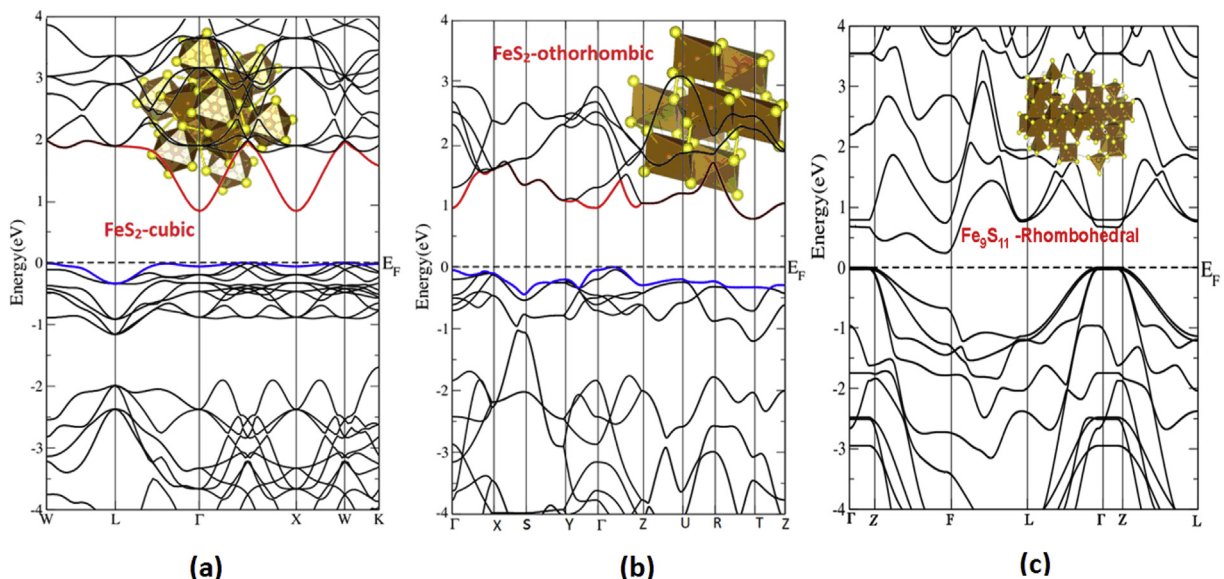 4
3
2
1
0
-1
-2
-3
-4
Energy(eV)
FeS2-cubic
EF
W L Γ X W K
(a)
4
3
2
1
0
-1
-2
-3
-4
Energy(eV)
FeS2-othorhombic
EF
Γ X S Y Γ Z U R T Z
(b)
4
3
2
1
0
-1
-2
-3
-4
Energy(eV)
Fe9S11 -Rhombohedral
EF
Γ Z F L Γ Z L
(c)